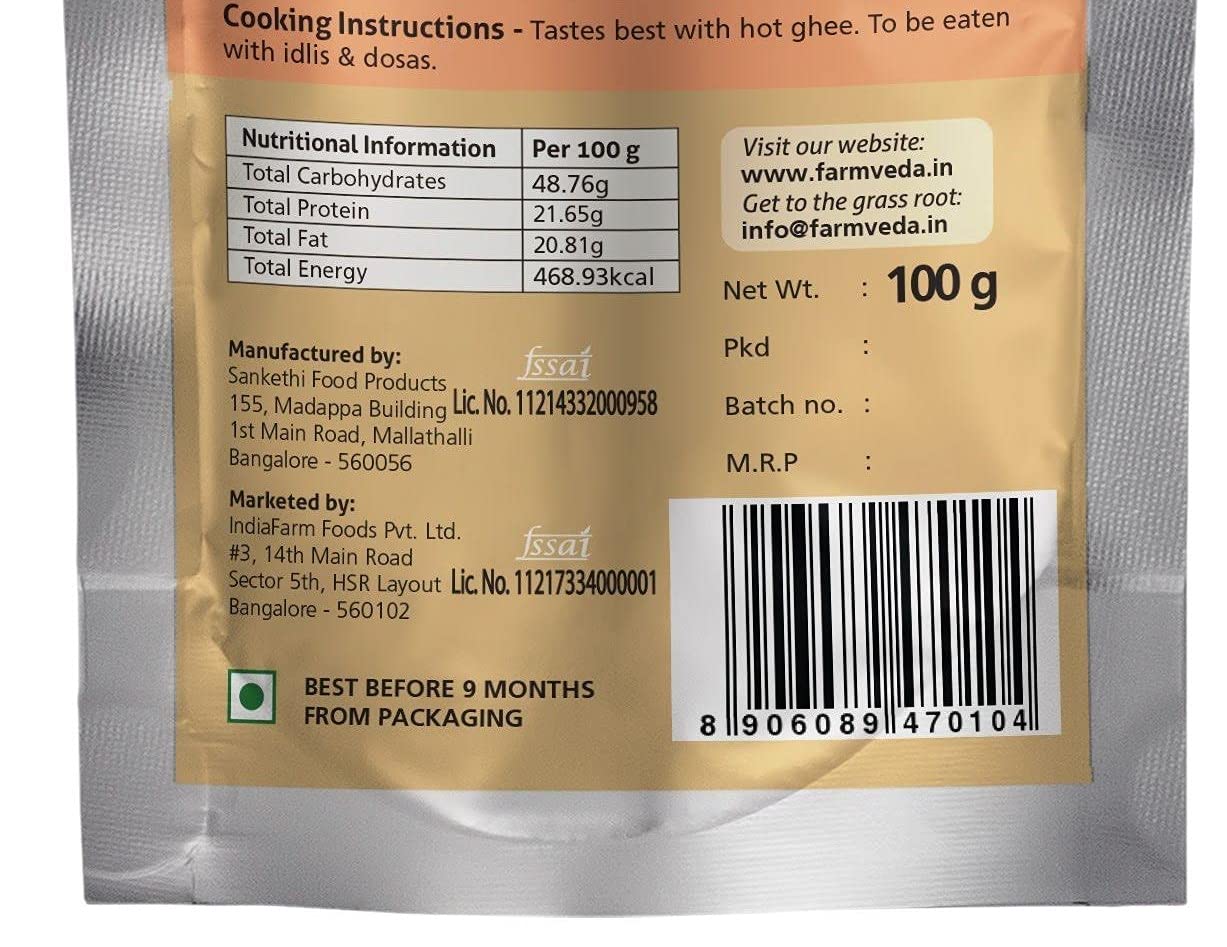 Cooking Instructions - Tastes best with hot ghee. To be eaten
with idlis & dosas.
Nutritional Information Per 100 g
Total Carbohydrates 48.76g
Total Protein 21.65g
Total Fat 20.81g
Total Energy 468.93kcal
Visit our website:
www.farmveda.in
Get to the grass root:
info@farmveda.in
Net Wt. : 100 g
Pkd :
Batch no. :
M.R.P :
Manufactured by:
Sankethi Food Products
155, Madappa Building
1st Main Road, Mallathalli
Bangalore - 560056
fssai
Lic. No. 11214332000958
Marketed by:
IndiaFarm Foods Pvt. Ltd.
#3, 14th Main Road
Sector 5th, HSR Layout
Bangalore - 560102
fssai
Lic. No. 11217334000001
BEST BEFORE 9 MONTHS
FROM PACKAGING
8 906089 470104